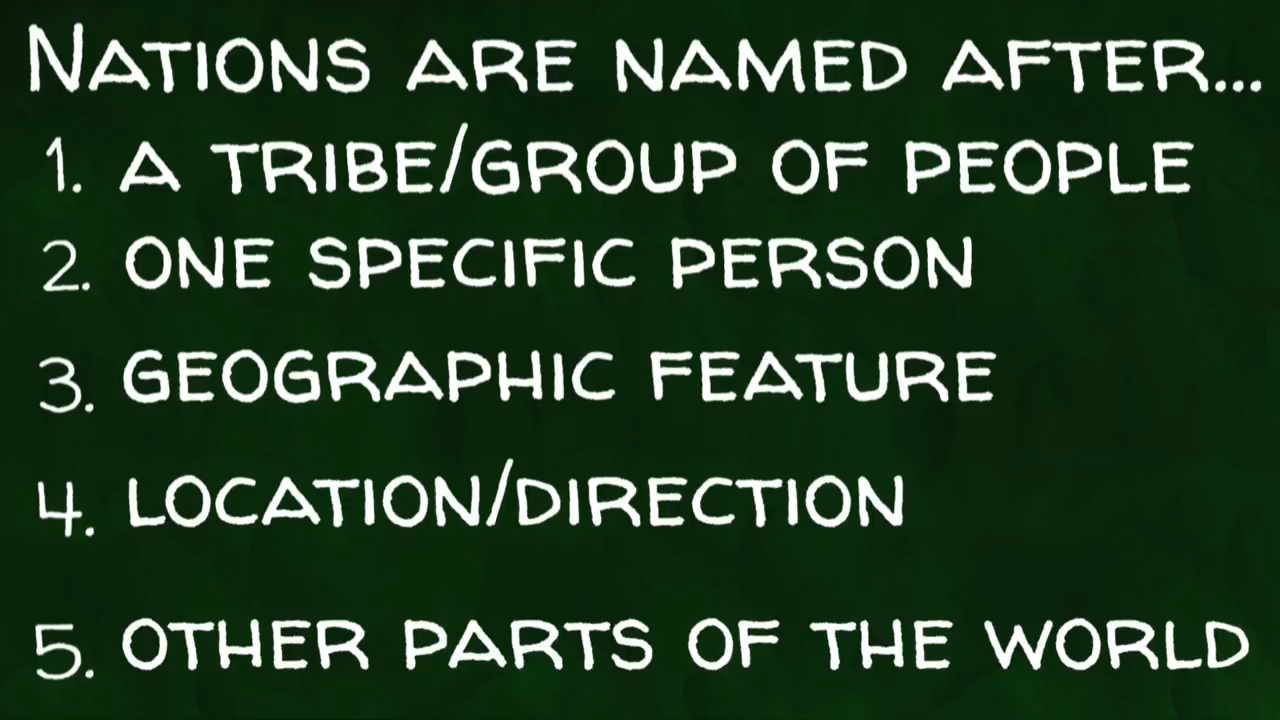 NATIONS ARE NAMED AFTER...
1. A TRIBE/GROUP OF PEOPLE
2. ONE SPECIFIC PERSON
3. GEOGRAPHIC FEATURE
4. LOCATION/DIRECTION
5. OTHER PARTS OF THE WORLD